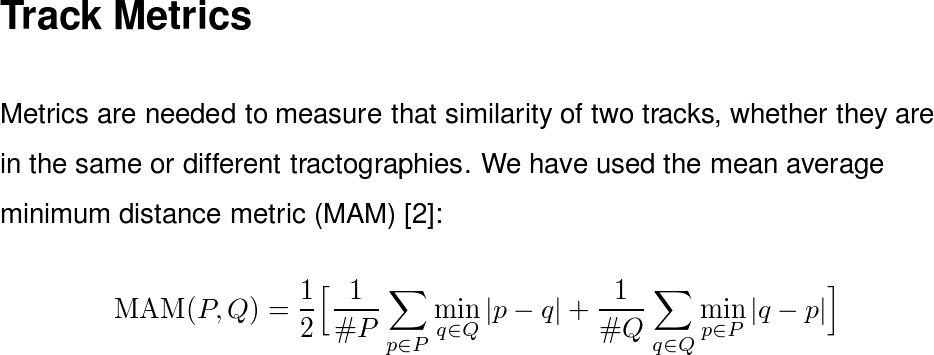 Track Metrics
Metrics are needed to measure that similarity of two tracks, whether they are
in the same or different tractographies. We have used the mean average
minimum distance metric (MAM) [2]:
MAM(P, Q) = \frac{1}{2}\Big[\frac{1}{\#P}\sum_{p \in P}\min_{q \in Q}|p - q| + \frac{1}{\#Q}\sum_{q \in Q}\min_{p \in P}|q - p|\Big]